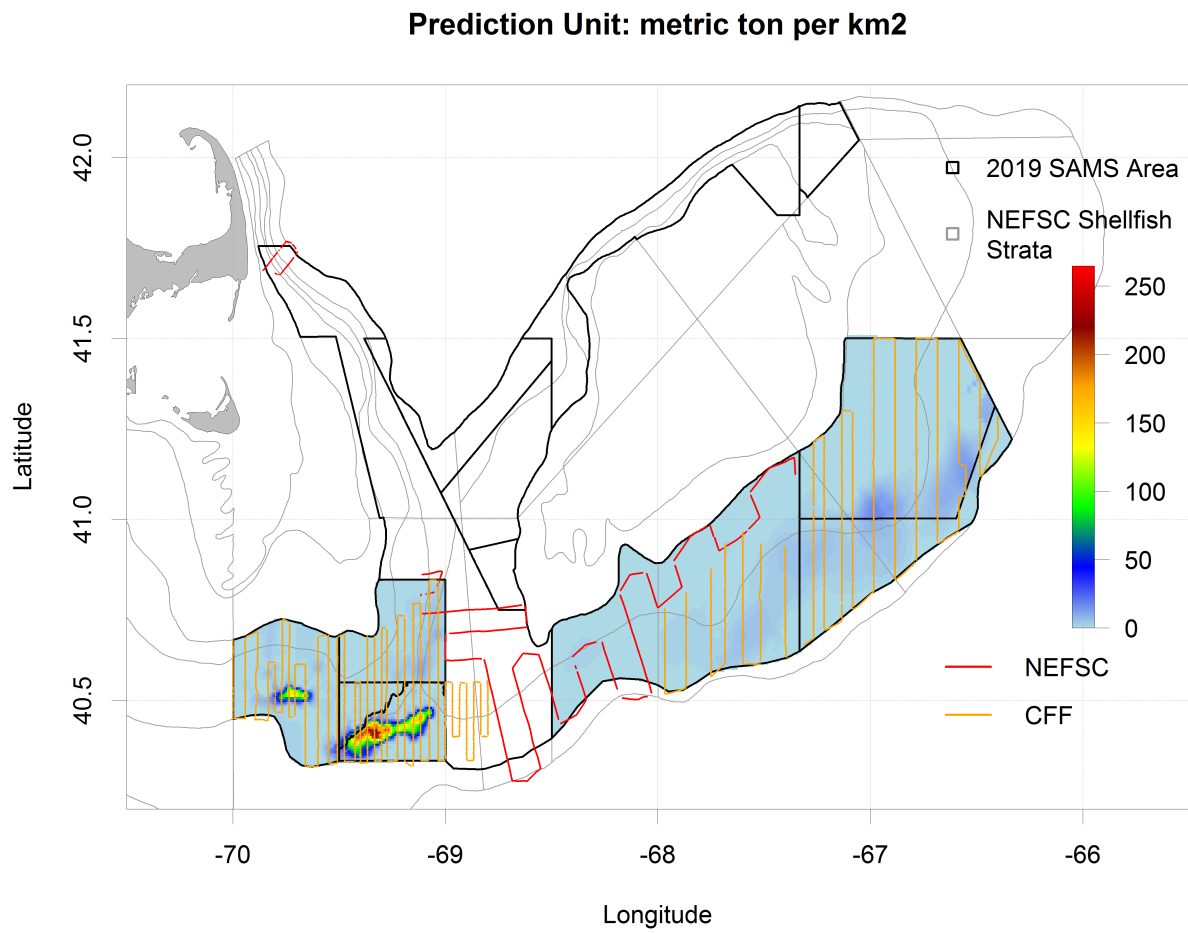 Prediction Unit: metric ton per km2
42.0
2019 SAMS Area
NEFSC Shellfish
Strata
250
41.5
200
150
Latitude
41.0
100
50
0
NEFSC
40.5
CFF
-70
-69
-68
-67
-66
Longitude